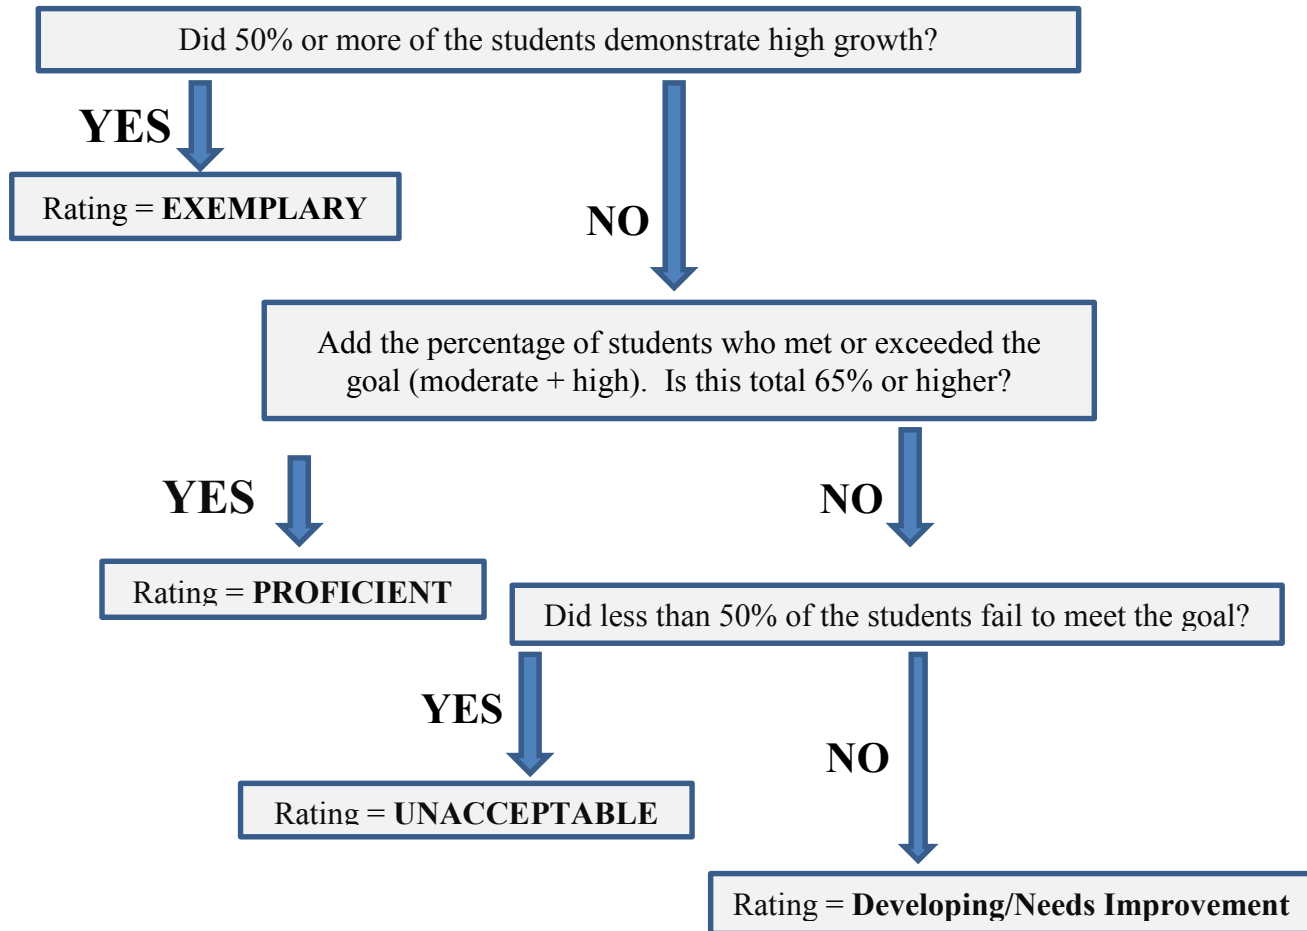 Did 50% or more of the students demonstrate high growth?
YES
Rating = EXEMPLARY
NO
Add the percentage of students who met or exceeded the
goal (moderate + high).  Is this total 65% or higher?
YES
NO
Rating = PROFICIENT
Did less than 50% of the students fail to meet the goal?
YES
NO
Rating = UNACCEPTABLE
Rating = Developing/Needs Improvement